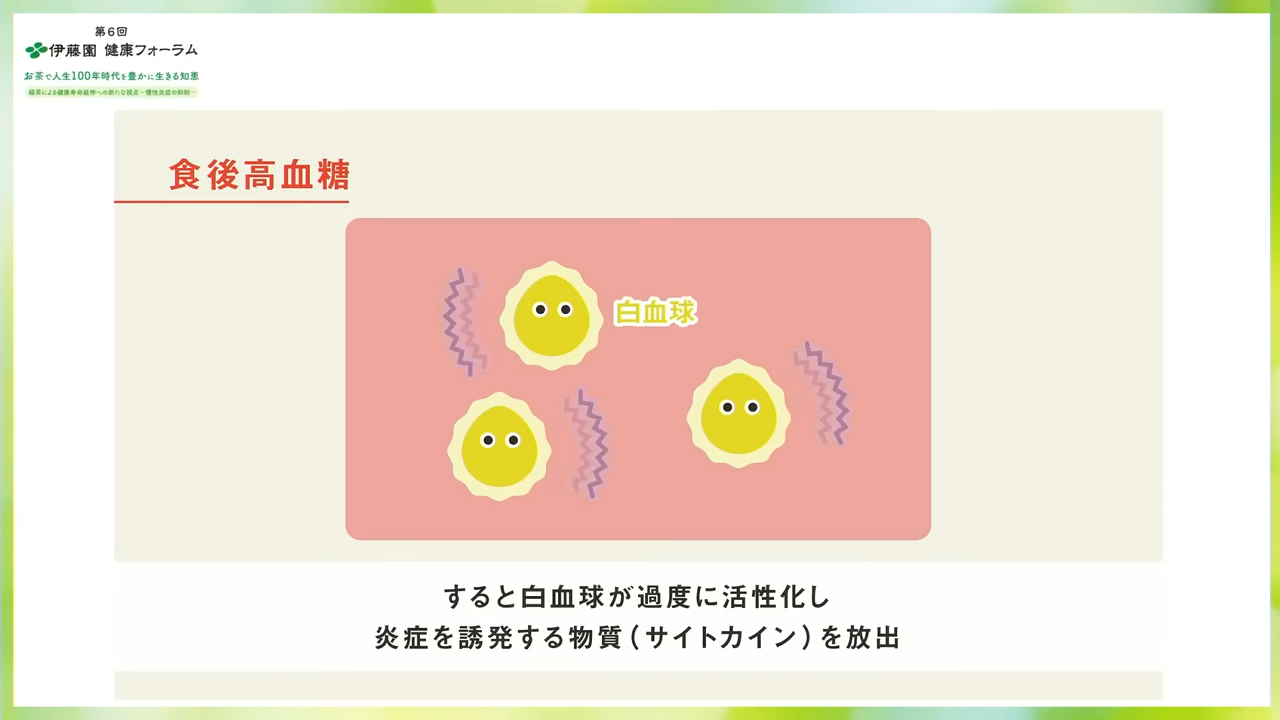 第6回
伊藤園 健康フォーラム
お茶で人生100年時代を豊かに生きる知恵
緑茶による健康寿命延伸への新たな視点－慢性炎症の抑制－
食後高血糖
白血球
すると白血球が過度に活性化し
炎症を誘発する物質（サイトカイン）を放出